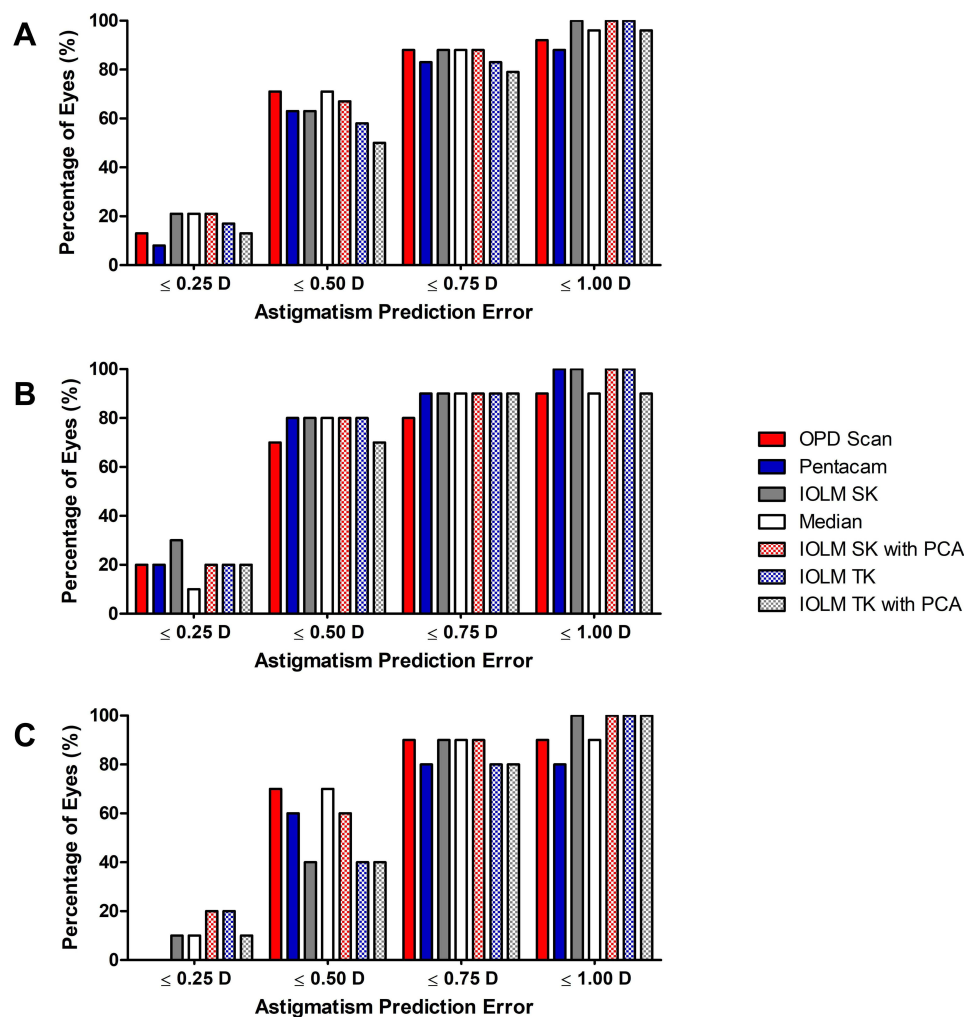 A
Percentage of Eyes (%)
100
80
60
40
20
0
≤ 0.25 D ≤ 0.50 D ≤ 0.75 D ≤ 1.00 D
Astigmatism Prediction Error
B
Percentage of Eyes (%)
100
80
60
40
20
0
≤ 0.25 D ≤ 0.50 D ≤ 0.75 D ≤ 1.00 D
Astigmatism Prediction Error
OPD Scan
Pentacam
IOLM SK
Median
IOLM SK with PCA
IOLM TK
IOLM TK with PCA
C
Percentage of Eyes (%)
100
80
60
40
20
0
≤ 0.25 D ≤ 0.50 D ≤ 0.75 D ≤ 1.00 D
Astigmatism Prediction Error